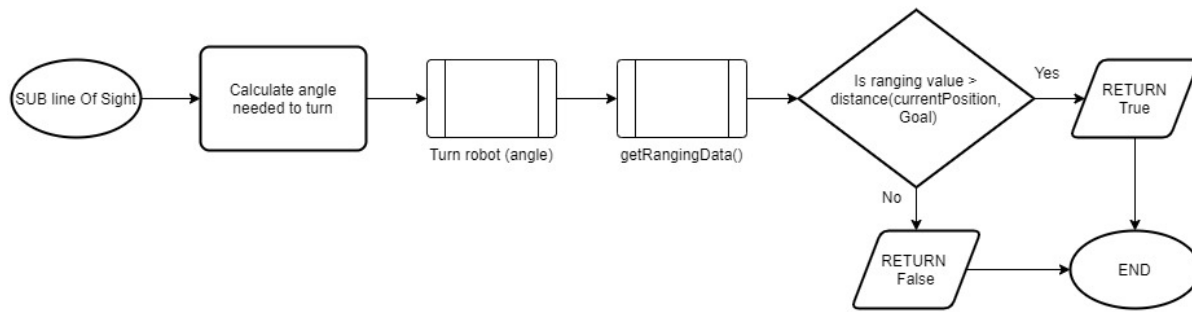 SUB line Of Sight
Calculate angle
needed to turn
Turn robot (angle)
getRangingData()
Is ranging value >
distance(currentPosition,
Goal)
Yes
RETURN
True
No
RETURN
False
END